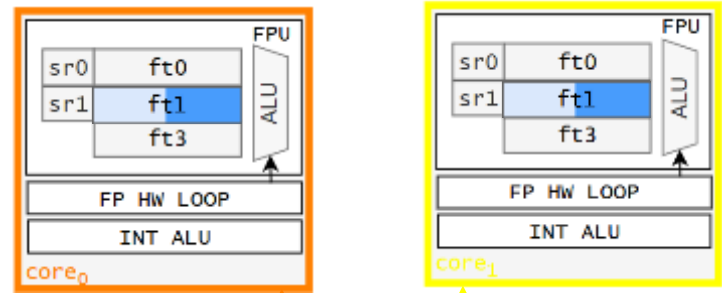 FPU
sr0 ft0
sr1 ft1
ft3
ALU
FP HW LOOP
INT ALU
core0
FPU
sr0 ft0
sr1 ft1
ft3
ALU
FP HW LOOP
INT ALU
core1